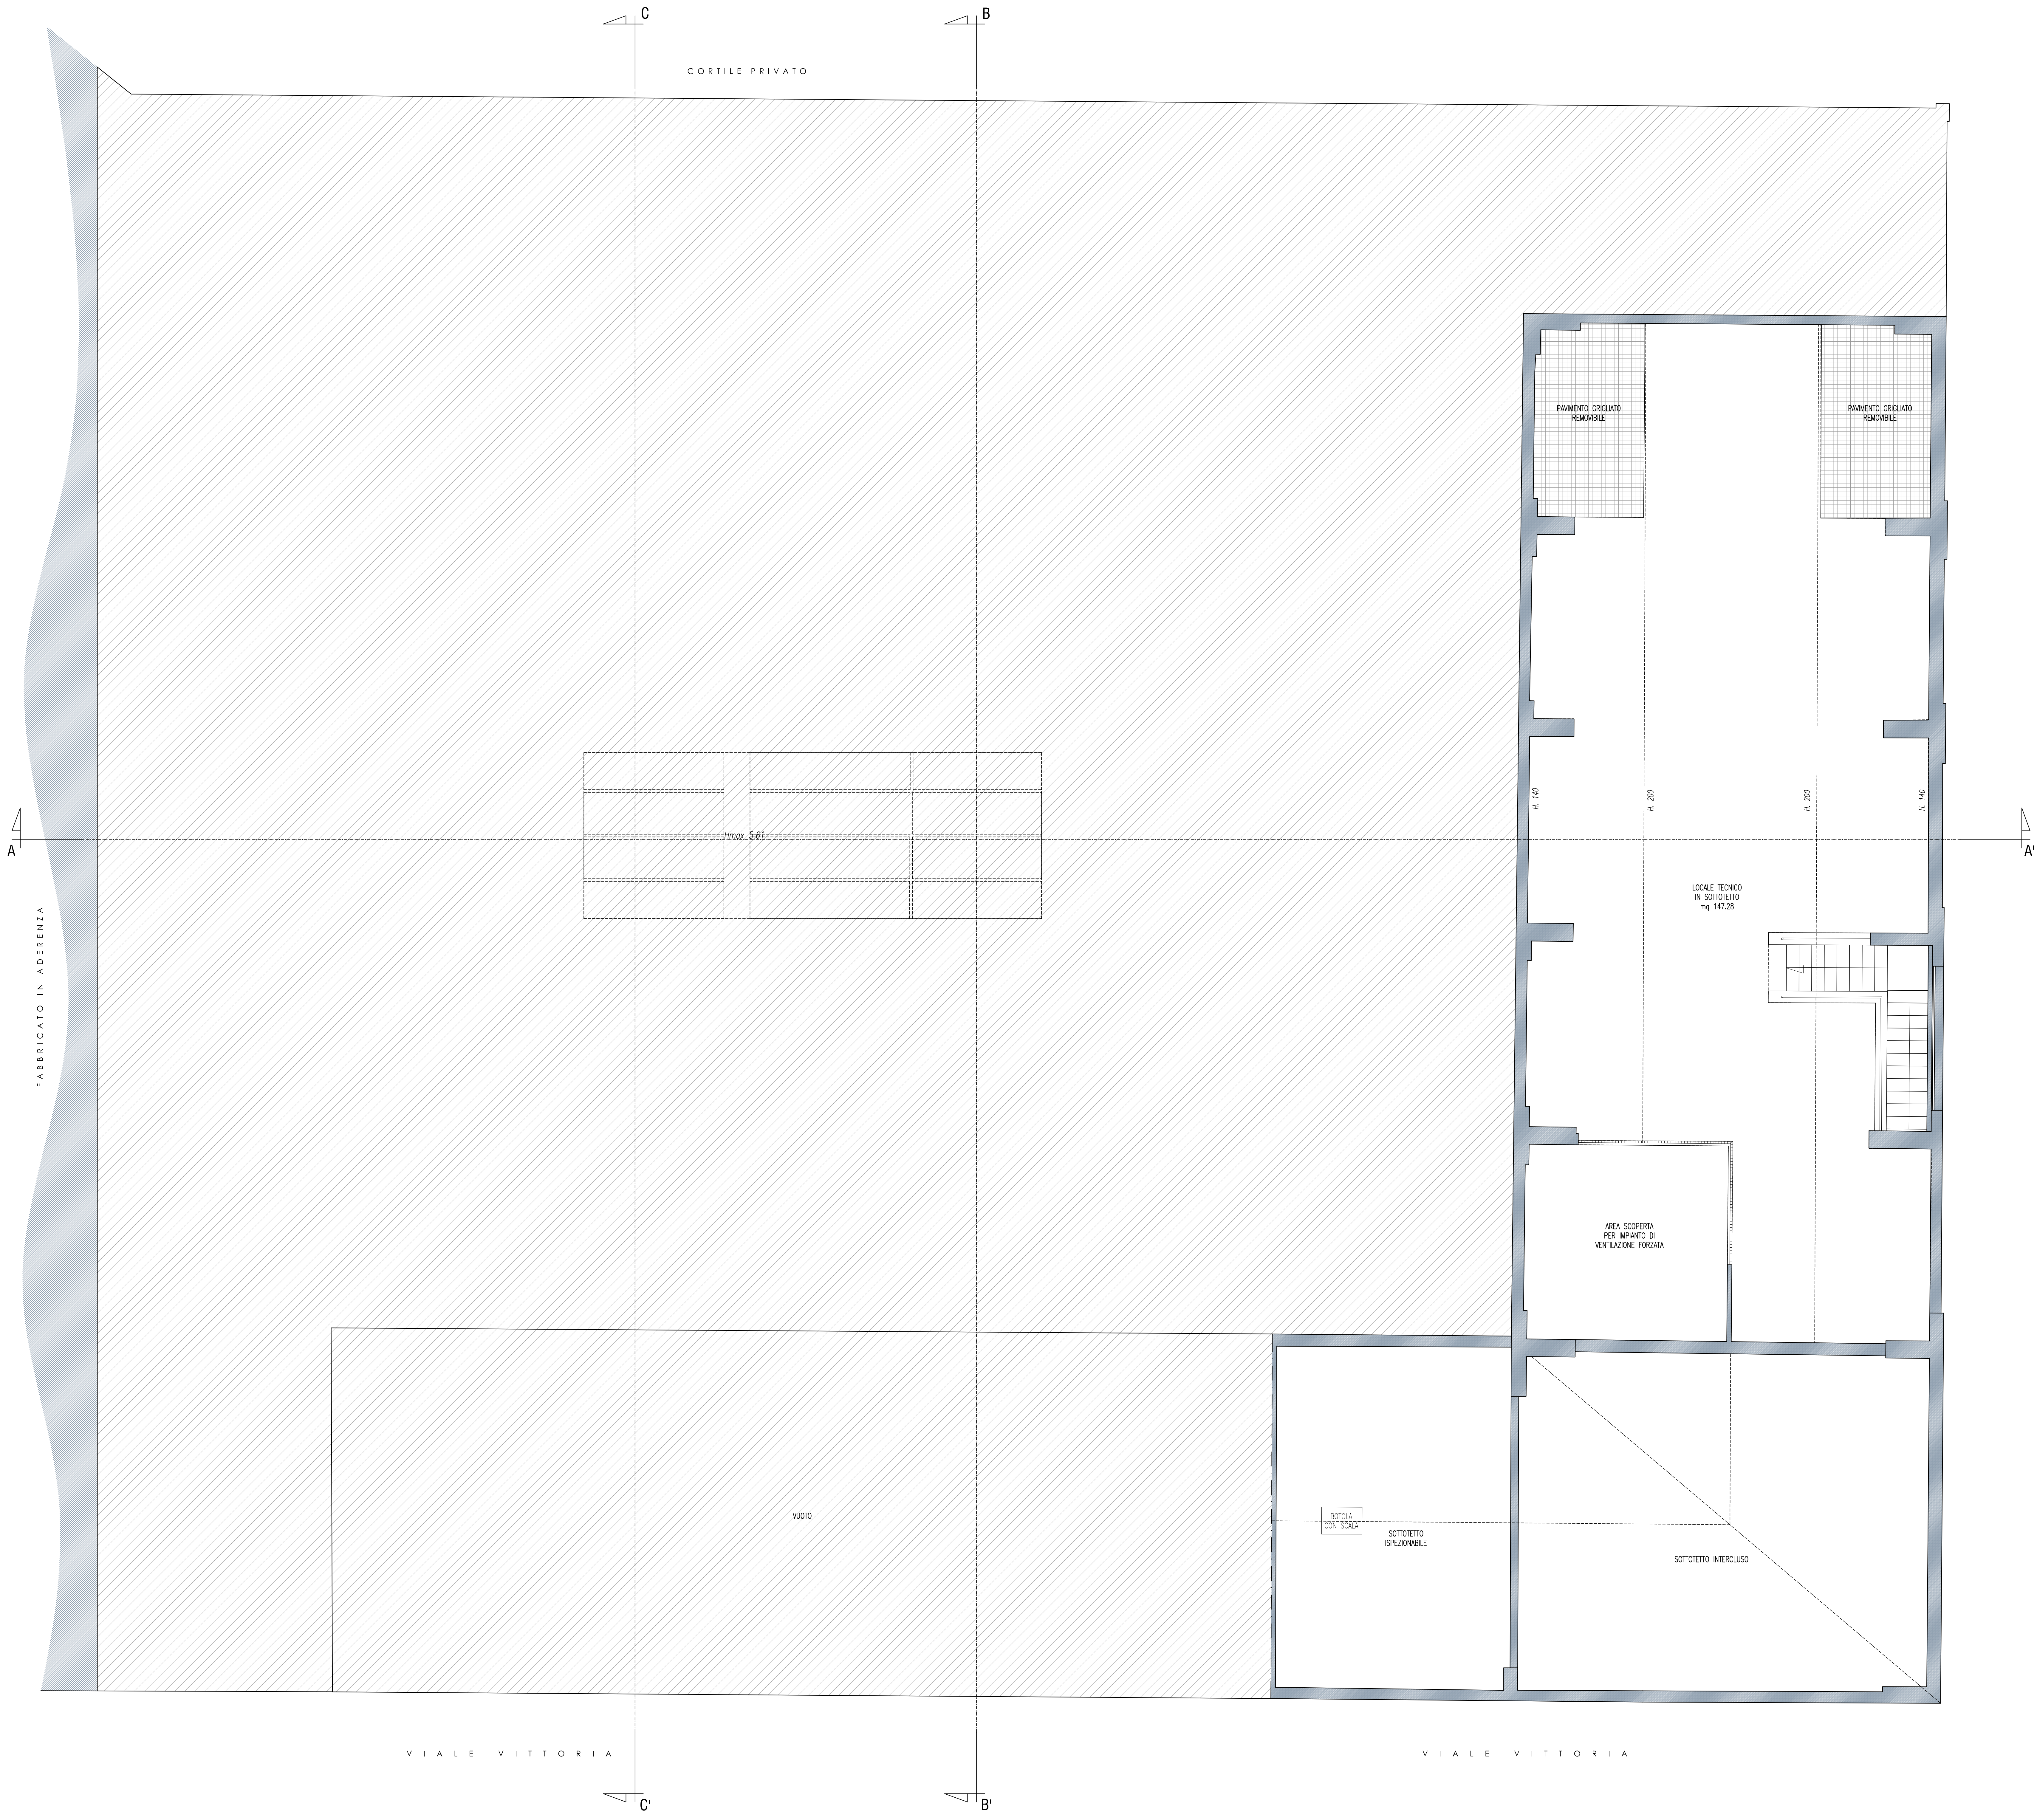 C
B
CORTILE PRIVATO
PAVIMENTO GRIGLIATO
REMOVIBILE
PAVIMENTO GRIGLIATO
REMOVIBILE
H. 140
H. 200
H. 200
H. 140
Hmax 5.61
A
A'
LOCALE TECNICO
IN SOTTOTETTO
mq 147.28
FABBRICATO IN ADERENZA
AREA SCOPERTA
PER IMPIANTO DI
VENTILAZIONE FORZATA
VUOTO
BOTOLA
CON SCALA
SOTTOTETTO
ISPEZIONABILE
SOTTOTETTO INTERCLUSO
VIALE VITTORIA
VIALE VITTORIA
C'
B'